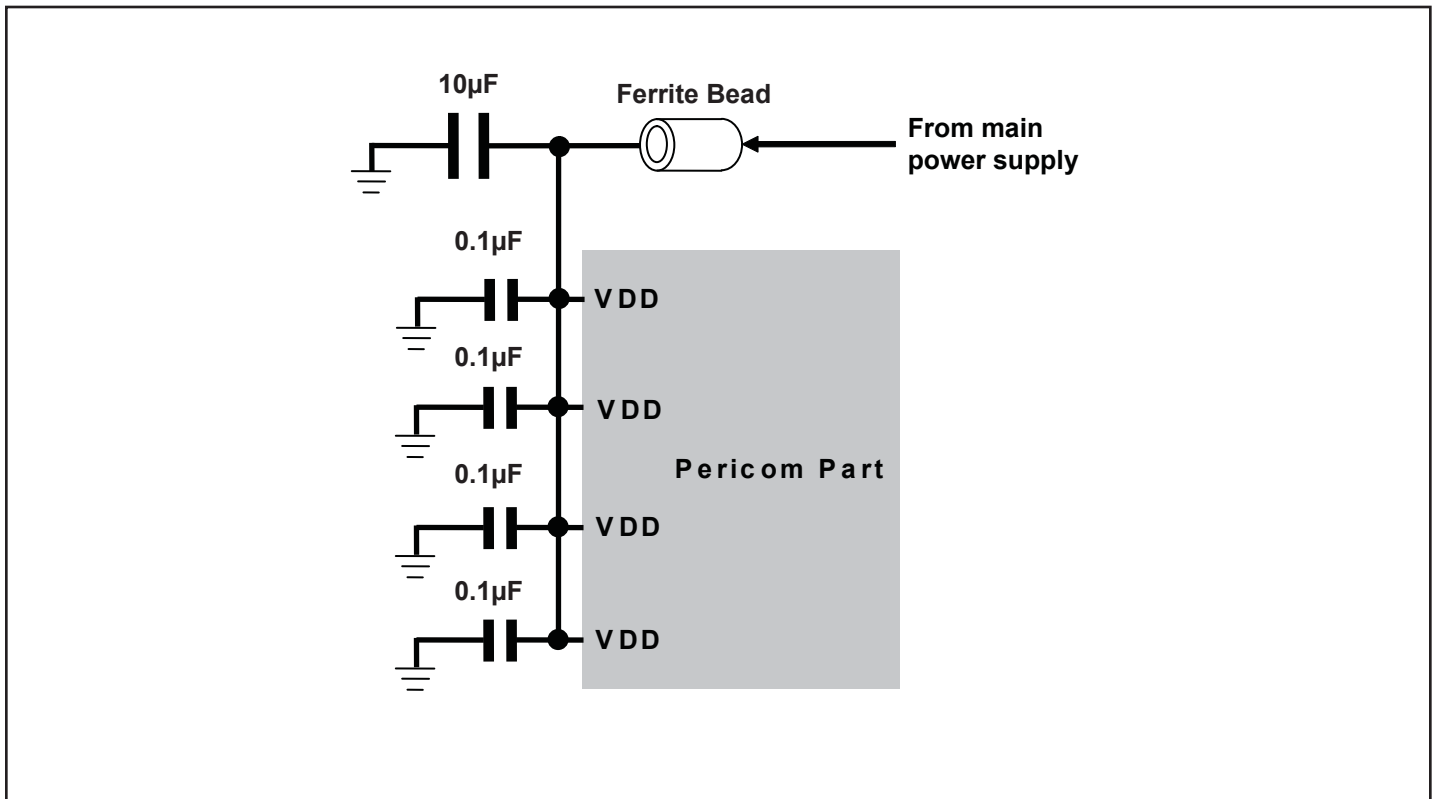 10µF
Ferrite Bead
From main
power supply
0.1µF
VDD
0.1µF
VDD
Pericom Part
0.1µF
VDD
0.1µF
VDD